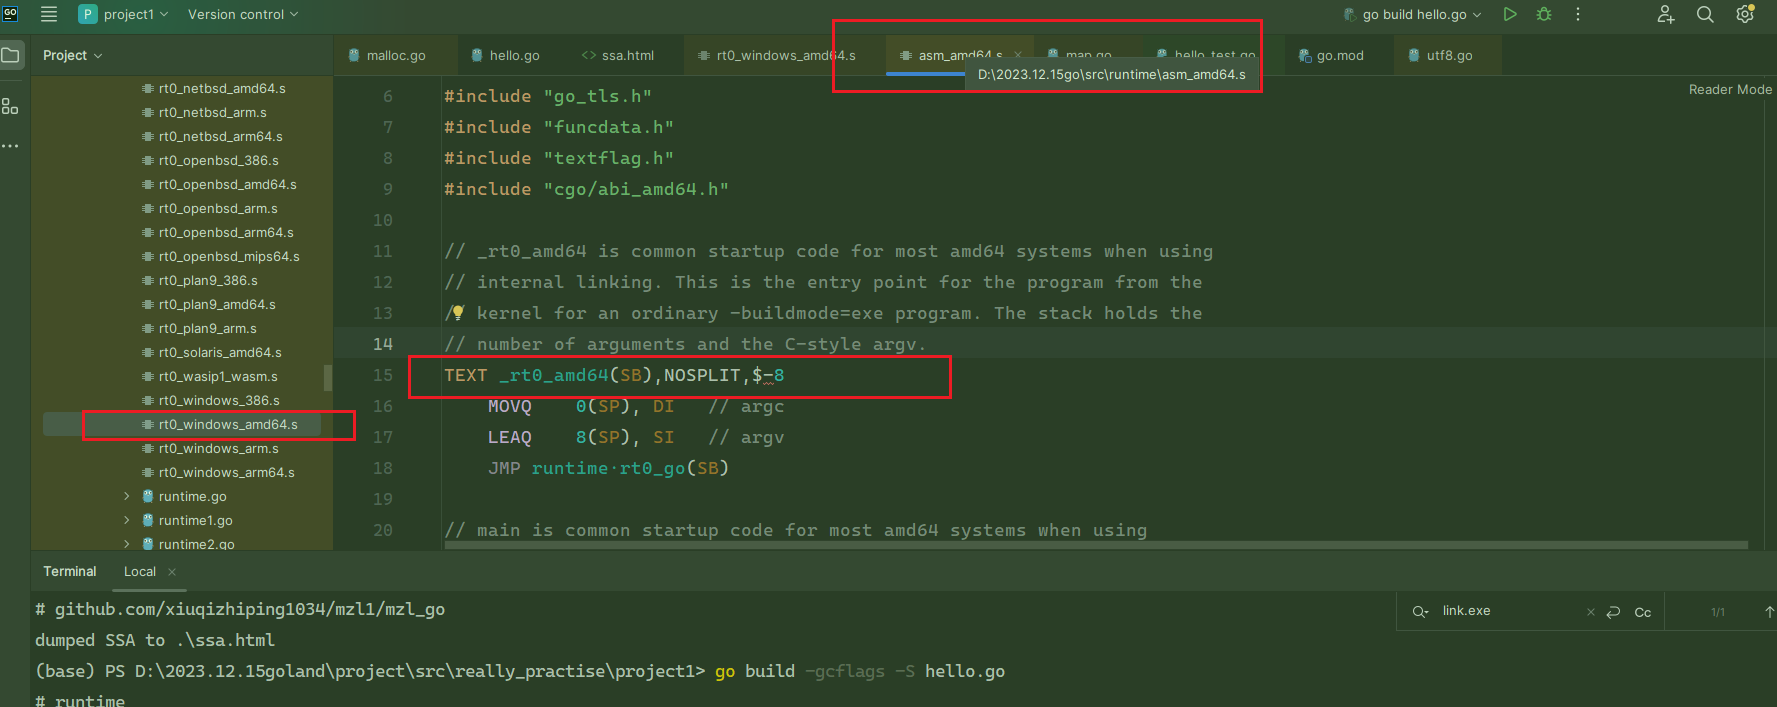 GO P project1 Version control go build hello.go
Project malloc.go hello.go <> ssa.html rt0_windows_amd64.s asm_amd64.s × map.go hello_test.go go.mod utf8.go
D:\2023.12.15go\src\runtime\asm_amd64.s
Reader Mode
rt0_netbsd_amd64.s
rt0_netbsd_arm.s
rt0_netbsd_arm64.s
rt0_openbsd_386.s
rt0_openbsd_amd64.s
rt0_openbsd_arm.s
rt0_openbsd_arm64.s
rt0_openbsd_mips64.s
rt0_plan9_386.s
rt0_plan9_amd64.s
rt0_plan9_arm.s
rt0_solaris_amd64.s
rt0_wasip1_wasm.s
rt0_windows_386.s
rt0_windows_amd64.s
rt0_windows_arm.s
rt0_windows_arm64.s
runtime.go
runtime1.go
runtime2.go
6 #include "go_tls.h"
7 #include "funcdata.h"
8 #include "textflag.h"
9 #include "cgo/abi_amd64.h"
10
11 // _rt0_amd64 is common startup code for most amd64 systems when using
12 // internal linking. This is the entry point for the program from the
13 / kernel for an ordinary -buildmode=exe program. The stack holds the
14 // number of arguments and the C-style argv.
15 TEXT _rt0_amd64(SB),NOSPLIT,$-8
16 MOVQ 0(SP), DI // argc
17 LEAQ 8(SP), SI // argv
18 JMP runtime·rt0_go(SB)
19
20 // main is common startup code for most amd64 systems when using
Terminal Local ×
# github.com/xiuqizhiping1034/mzl1/mzl_go
dumped SSA to .\ssa.html
(base) PS D:\2023.12.15goland\project\src\really_practise\project1> go build -gcflags -S hello.go
# runtime
link.exe × Cc 1/1